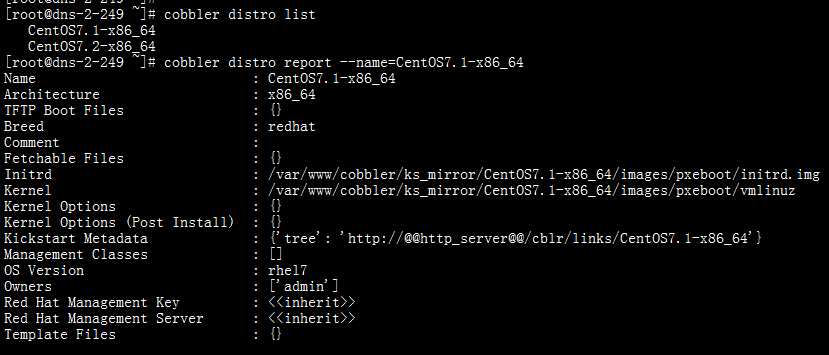 [root@dns-2-249 ~]# cobbler distro list
   CentOS7.1-x86_64
   CentOS7.2-x86_64
[root@dns-2-249 ~]# cobbler distro report --name=CentOS7.1-x86_64
Name                           : CentOS7.1-x86_64
Architecture                   : x86_64
TFTP Boot Files                : {}
Breed                          : redhat
Comment                        :
Fetchable Files                : {}
Initrd                         : /var/www/cobbler/ks_mirror/CentOS7.1-x86_64/images/pxeboot/initrd.img
Kernel                         : /var/www/cobbler/ks_mirror/CentOS7.1-x86_64/images/pxeboot/vmlinuz
Kernel Options                 : {}
Kernel Options (Post Install)  : {}
Kickstart Metadata             : {'tree': 'http://@@http_server@@/cblr/links/CentOS7.1-x86_64'}
Management Classes             : []
OS Version                     : rhel7
Owners                         : ['admin']
Red Hat Management Key         : <<inherit>>
Red Hat Management Server      : <<inherit>>
Template Files                 : {}